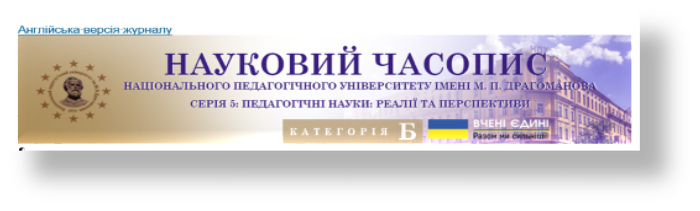 Англійська версія журналу
НАУКОВИЙ ЧАСОПИС
НАЦІОНАЛЬНОГО ПЕДАГОГІЧНОГО УНІВЕРСИТЕТУ ІМЕНІ М. П. ДРАГОМАНОВА
СЕРІЯ 5: ПЕДАГОГІЧНІ НАУКИ: РЕАЛІЇ ТА ПЕРСПЕКТИВИ
КАТЕГОРІЯ Б
ВЧЕНІ ЄДИНІ
Разом ми сильніші